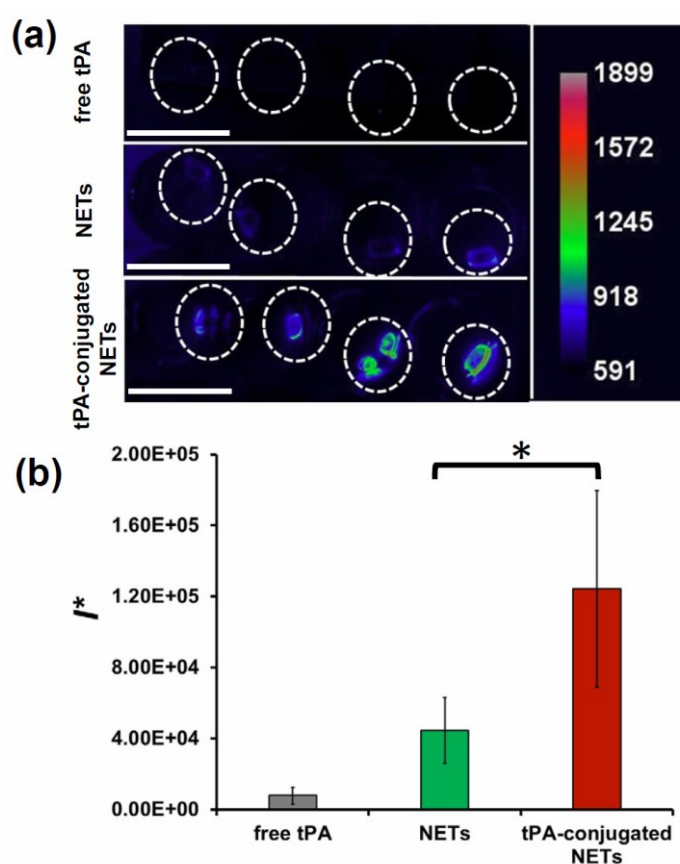 (a)
free tPA
NETs
tPA-conjugated
NETs
1899
1572
1245
918
591
(b)
2.00E+05
1.60E+05
1.20E+05
8.00E+04
4.00E+04
0.00E+00
I*
*
free tPA
NETs
tPA-conjugated
NETs